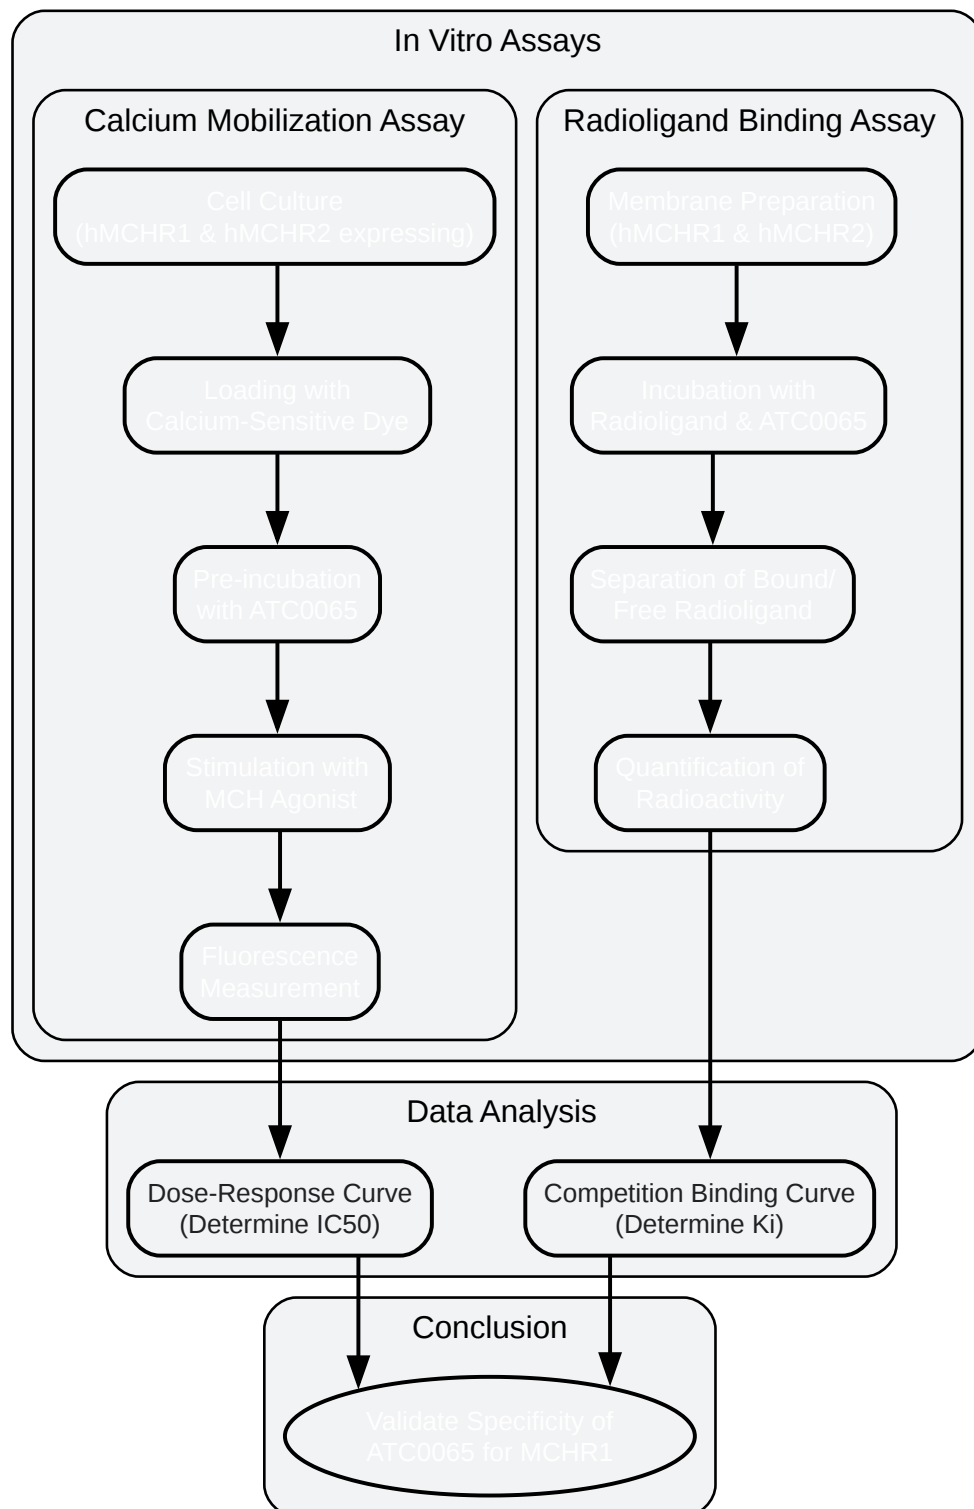 In Vitro Assays
Calcium Mobilization Assay
Cell Culture
(hMCHR1 & hMCHR2 expressing)
Loading with
Calcium-Sensitive Dye
Pre-incubation
with ATC0065
Stimulation with
MCH Agonist
Fluorescence
Measurement
Radioligand Binding Assay
Membrane Preparation
(hMCHR1 & hMCHR2)
Incubation with
Radioligand & ATC0065
Separation of Bound/
Free Radioligand
Quantification of
Radioactivity
Data Analysis
Dose-Response Curve
(Determine IC50)
Competition Binding Curve
(Determine Ki)
Conclusion
Validate Specificity of
ATC0065 for MCHR1